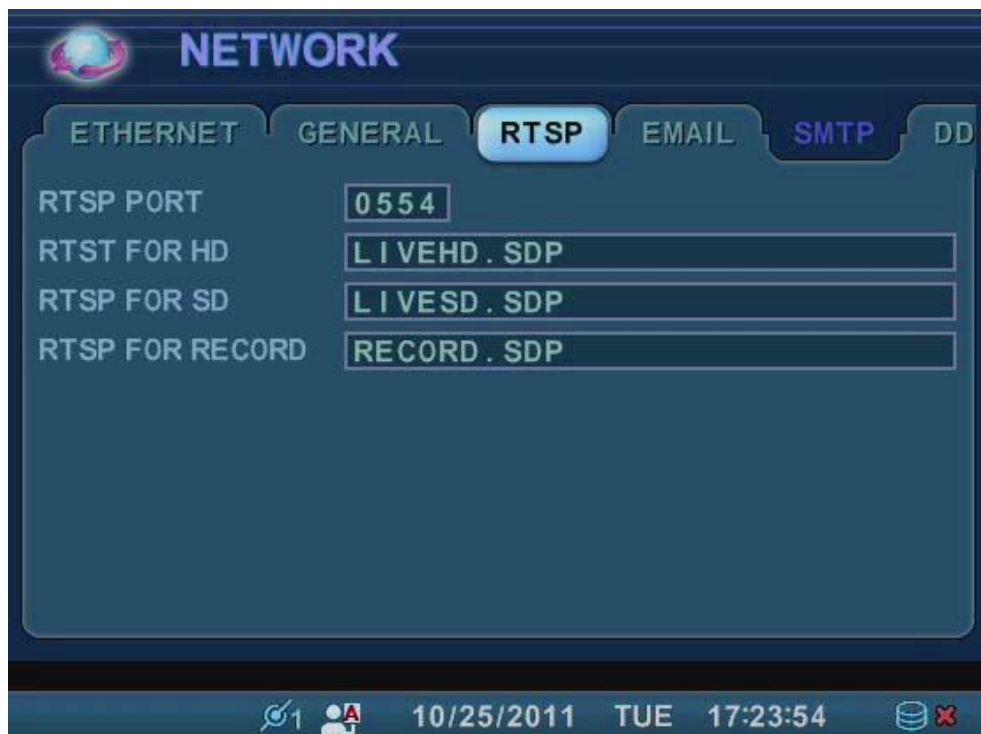 NETWORK
ETHERNET GENERAL RTSP EMAIL SMTP DD
RTSP PORT 0554
RTST FOR HD LIVEHD.SDP
RTSP FOR SD LIVESD.SDP
RTSP FOR RECORD RECORD.SDP
1 A 10/25/2011 TUE 17:23:54